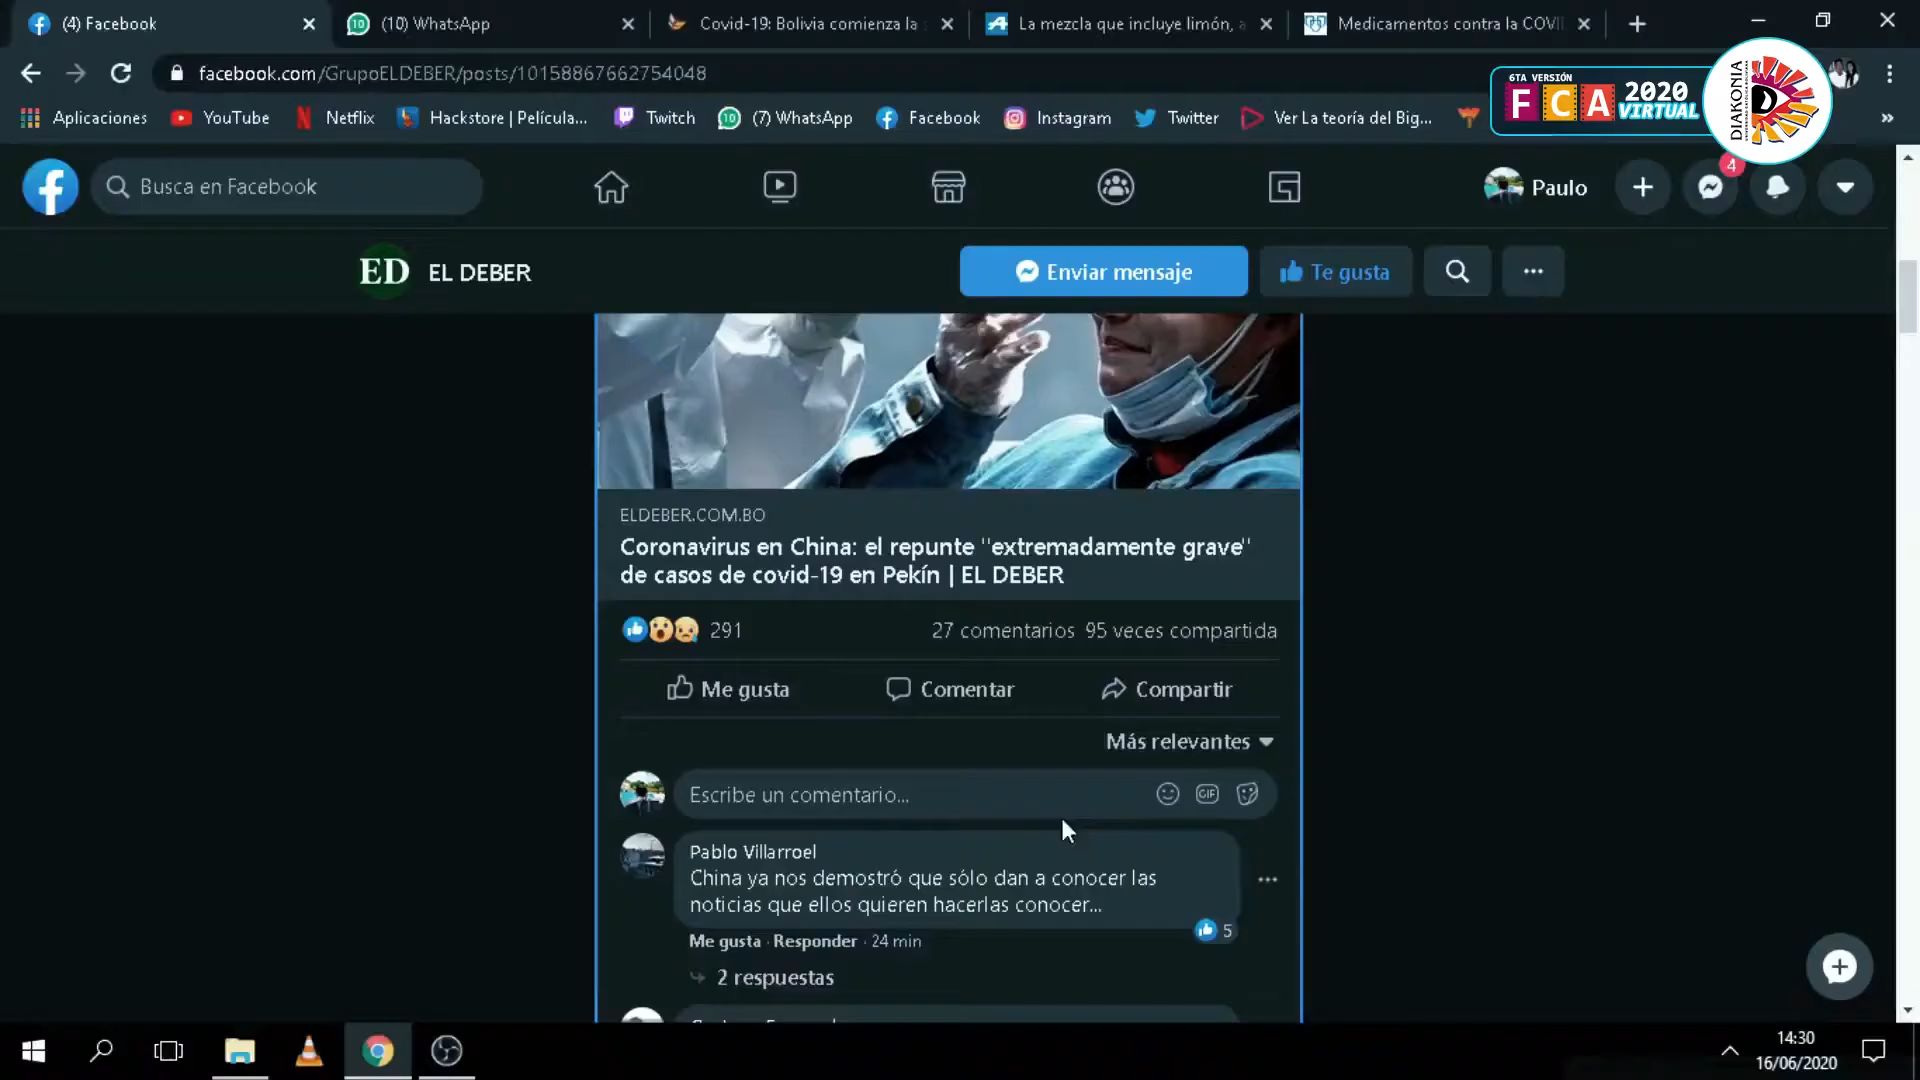 (4) Facebook
(10) WhatsApp
Covid-19: Bolivia comienza la
La mezcla que incluye limón,
Medicamentos contra la COVI
facebook.com/GrupoELDEBER/posts/10158867662754048
6TA VERSIÓN
FCA 2020
VIRTUAL
DIAKONIA
Aplicaciones
YouTube
Netflix
Hackstore | Película...
Twitch
(7) WhatsApp
Facebook
Instagram
Twitter
Ver La teoría del Big...
Busca en Facebook
Paulo
4
ED EL DEBER
Enviar mensaje
Te gusta
ELDEBER.COM.BO
Coronavirus en China: el repunte "extremadamente grave"
de casos de covid-19 en Pekín | EL DEBER
291
27 comentarios 95 veces compartida
Me gusta
Comentar
Compartir
Más relevantes
Escribe un comentario...
GIF
Pablo Villarroel
China ya nos demostró que sólo dan a conocer las
noticias que ellos quieren hacerlas conocer...
5
Me gusta · Responder · 24 min
2 respuestas
14:30
16/06/2020